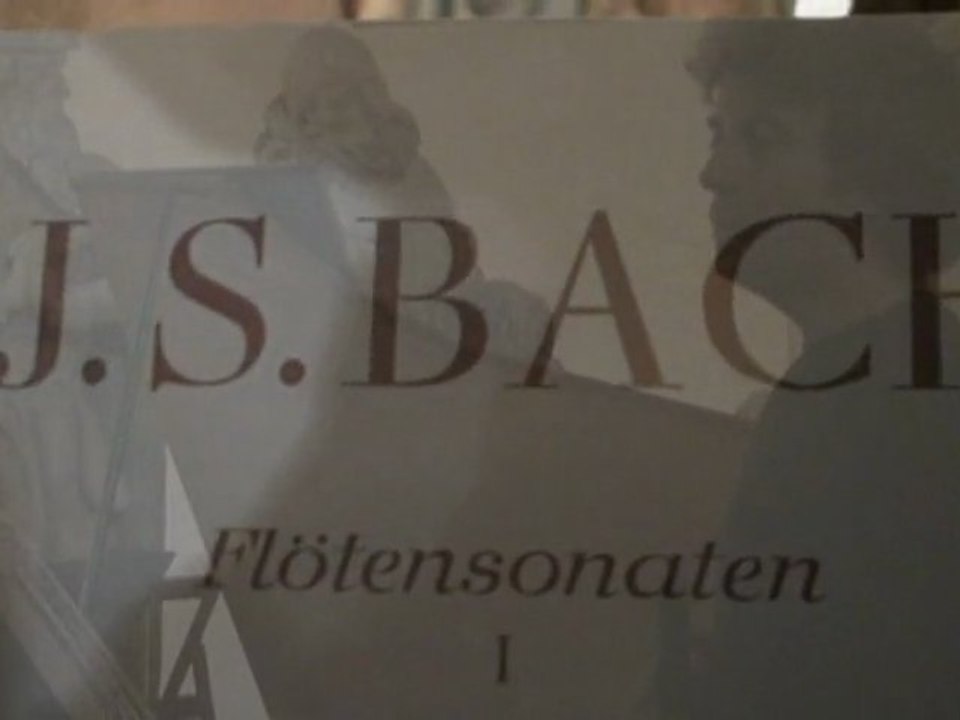 J. S. BACH
Flötensonaten
I